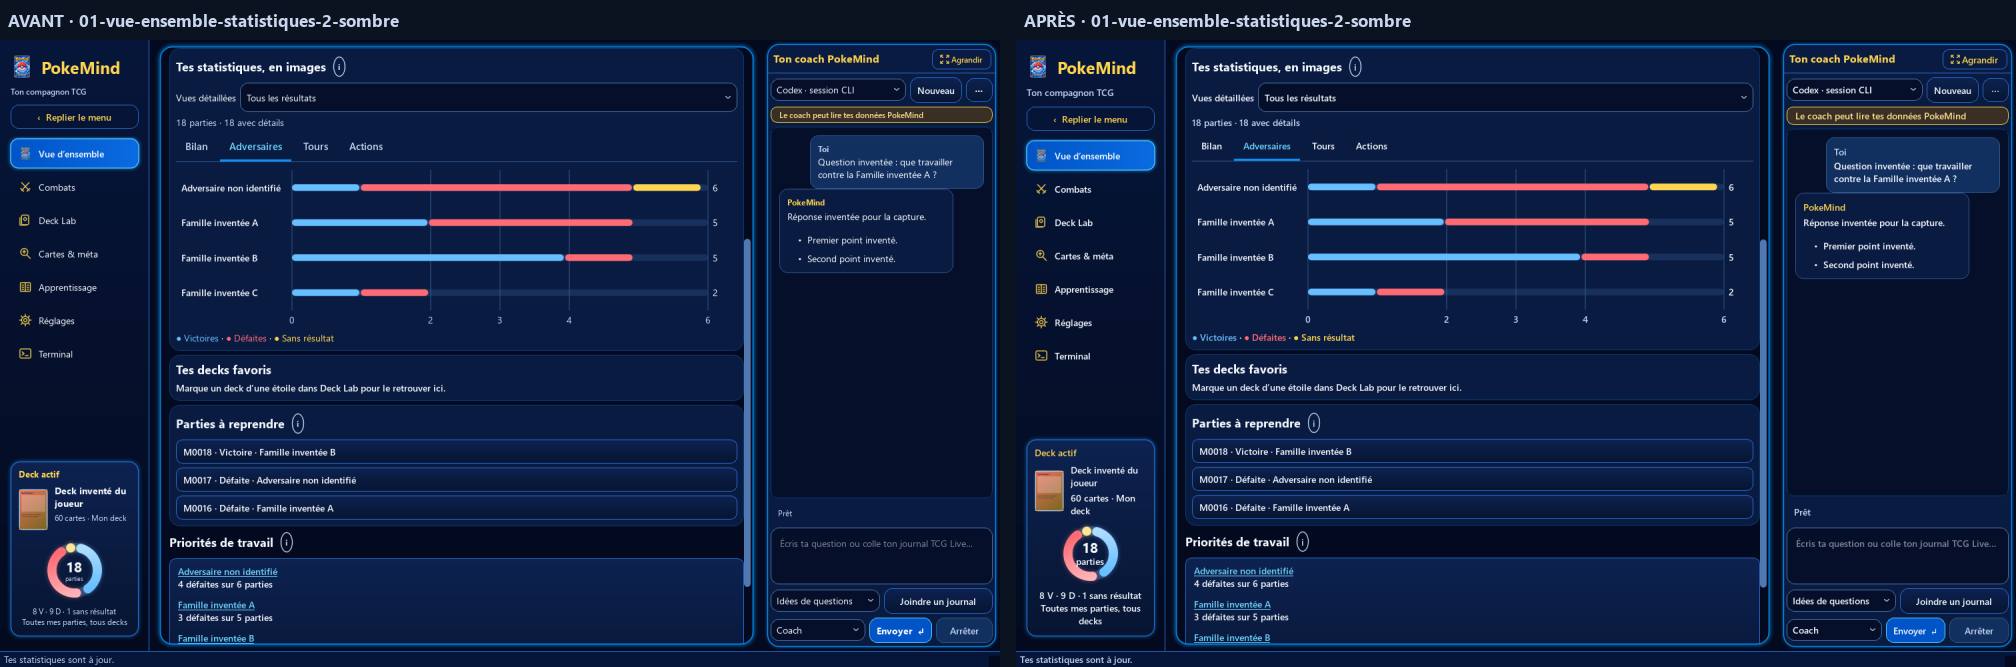 AVANT · 01-vue-ensemble-statistiques-2-sombre
PokeMind
Ton compagnon TCG
‹ Replier le menu
Vue d'ensemble
Combats
Deck Lab
Cartes & méta
Apprentissage
Réglages
Terminal
Deck actif
Deck inventé du
joueur
60 cartes · Mon deck
18
parties
8 V · 9 D · 1 sans résultat
Toutes mes parties, tous decks
Tes statistiques, en images i
Vues détaillées Tous les résultats
18 parties · 18 avec détails
Bilan Adversaires Tours Actions
Adversaire non identifié 6
Famille inventée A 5
Famille inventée B 5
Famille inventée C 2
0 2 3 4 6
● Victoires · ● Défaites · ● Sans résultat
Tes decks favoris
Marque un deck d'une étoile dans Deck Lab pour le retrouver ici.
Parties à reprendre i
M0018 · Victoire · Famille inventée B
M0017 · Défaite · Adversaire non identifié
M0016 · Défaite · Famille inventée A
Priorités de travail i
Adversaire non identifié
4 défaites sur 6 parties
Famille inventée A
3 défaites sur 5 parties
Famille inventée B
Ton coach PokeMind Agrandir
Codex · session CLI Nouveau ...
Le coach peut lire tes données PokeMind
Toi
Question inventée : que travailler
contre la Famille inventée A ?
PokeMind
Réponse inventée pour la capture.
• Premier point inventé.
• Second point inventé.
Prêt
Écris ta question ou colle ton journal TCG Live...
Idées de questions Joindre un journal
Coach Envoyer ↲ Arrêter
Tes statistiques sont à jour.
APRÈS · 01-vue-ensemble-statistiques-2-sombre
PokeMind
Ton compagnon TCG
‹ Replier le menu
Vue d'ensemble
Combats
Deck Lab
Cartes & méta
Apprentissage
Réglages
Terminal
Deck actif
Deck inventé du
joueur
60 cartes · Mon
deck
18
parties
8 V · 9 D · 1 sans résultat
Toutes mes parties, tous
decks
Tes statistiques, en images i
Vues détaillées Tous les résultats
18 parties · 18 avec détails
Bilan Adversaires Tours Actions
Adversaire non identifié 6
Famille inventée A 5
Famille inventée B 5
Famille inventée C 2
0 2 3 4 6
● Victoires · ● Défaites · ● Sans résultat
Tes decks favoris
Marque un deck d'une étoile dans Deck Lab pour le retrouver ici.
Parties à reprendre i
M0018 · Victoire · Famille inventée B
M0017 · Défaite · Adversaire non identifié
M0016 · Défaite · Famille inventée A
Priorités de travail i
Adversaire non identifié
4 défaites sur 6 parties
Famille inventée A
3 défaites sur 5 parties
Famille inventée B
Ton coach PokeMind Agrandir
Codex · session CLI Nouveau ...
Le coach peut lire tes données PokeMind
Toi
Question inventée : que travailler
contre la Famille inventée A ?
PokeMind
Réponse inventée pour la capture.
• Premier point inventé.
• Second point inventé.
Prêt
Écris ta question ou colle ton journal TCG Live...
Idées de questions Joindre un journal
Coach Envoyer ↲ Arrêter
Tes statistiques sont à jour.